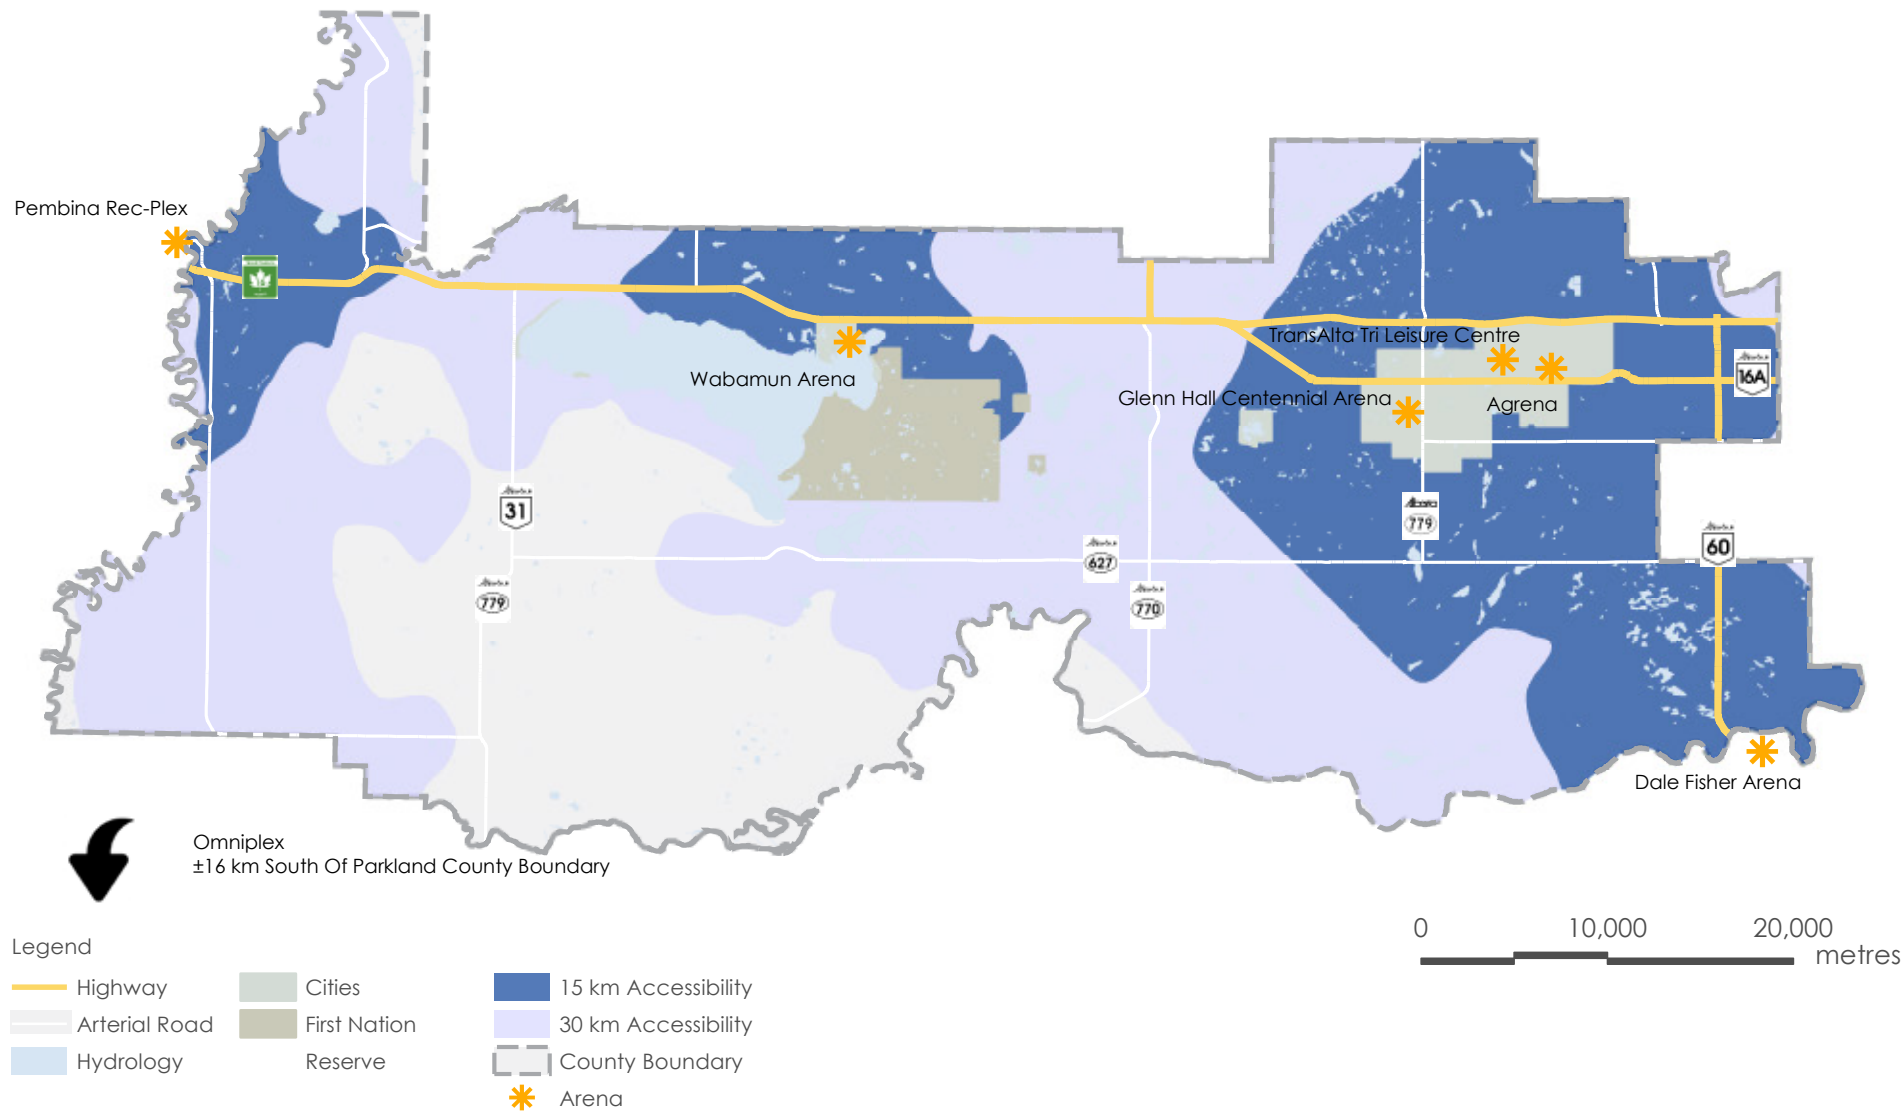 Pembina Rec-Plex
TransAlta Tri Leisure Centre
Wabamun Arena
16A
Glenn Hall Centennial Arena
Agrena
31
Alberta
779
60
627
779
770
Dale Fisher Arena
Omniplex
±16 km South Of Parkland County Boundary
0 10,000 20,000
metres
Legend
Highway
Arterial Road
Hydrology
Cities
First Nation
Reserve
15 km Accessibility
30 km Accessibility
County Boundary
Arena